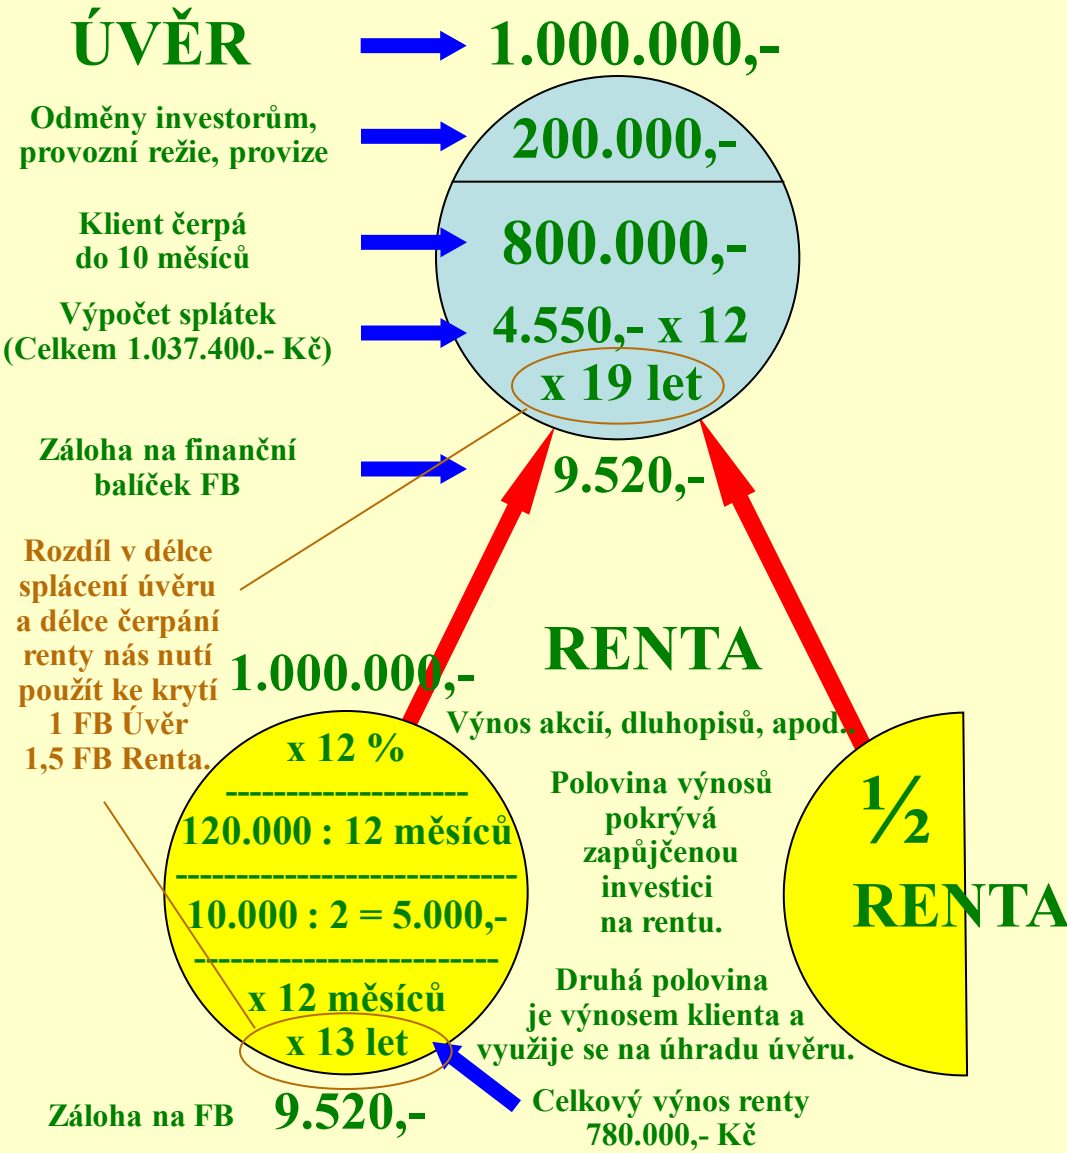 ÚVĚR
1.000.000,-
Odměny investorům,
provozní režie, provize
200.000,-
Klient čerpá
do 10 měsíců
800.000,-
Výpočet splátek
(Celkem 1.037.400.- Kč)
4.550,- x 12
x 19 let
Záloha na finanční
balíček FB
9.520,-
Rozdíl v délce
splácení úvěru
a délce čerpání
renty nás nutí
použít ke krytí
1 FB Úvěr
1,5 FB Renta.
1.000.000,-
x 12 %
--------------------
120.000 : 12 měsíců
----------------------------
10.000 : 2 = 5.000,-
-------------------------
x 12 měsíců
x 13 let
Záloha na FB
9.520,-
RENTA
Výnos akcií, dluhopisů, apod..
Polovina výnosů
pokrývá
zapůjčenou
investici
na rentu.
Druhá polovina
je výnosem klienta a
využije se na úhradu úvěru.
Celkový výnos renty
780.000,- Kč
½
RENTA